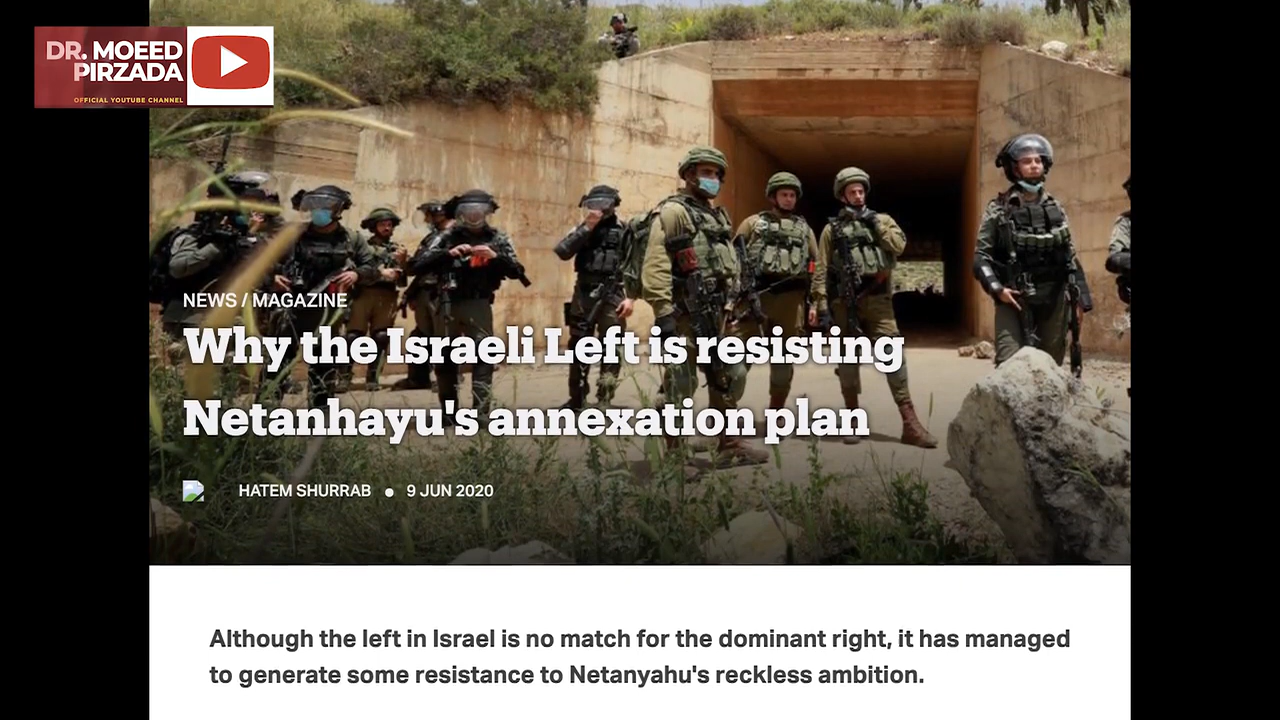 DR. MOEED
PIRZADA
OFFICIAL YOUTUBE CHANNEL
NEWS / MAGAZINE
Why the Israeli Left is resisting
Netanhayu's annexation plan
HATEM SHURRAB ● 9 JUN 2020
Although the left in Israel is no match for the dominant right, it has managed
to generate some resistance to Netanyahu's reckless ambition.